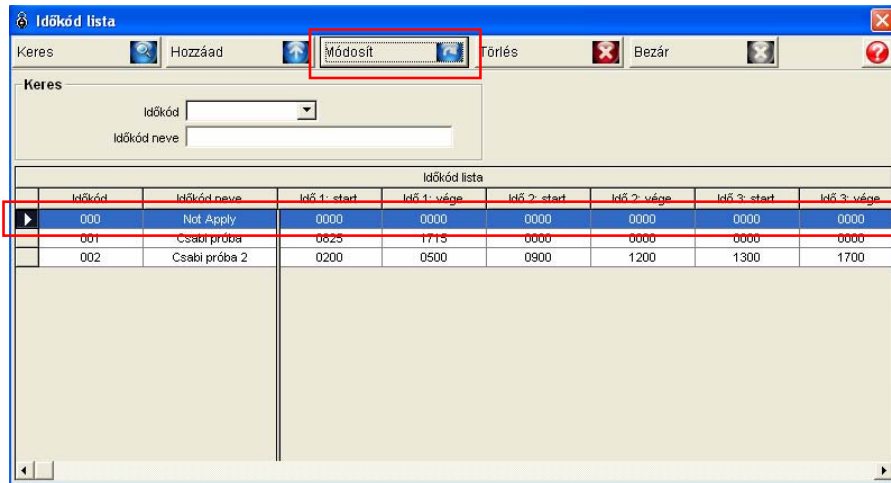 Időkód lista
Keres Hozzáad Módosít Törlés Bezár ?
Keres
Időkód
Időkód neve
Időkód lista
Időkód Időkód neve Idő 1: start Idő 1: vége Idő 2: start Idő 2: vége Idő 3: start Idő 3: vége
000 Not Apply 0000 0000 0000 0000 0000 0000
001 Csabi próba 0825 1715 0000 0000 0000 0000
002 Csabi próba 2 0200 0500 0900 1200 1300 1700